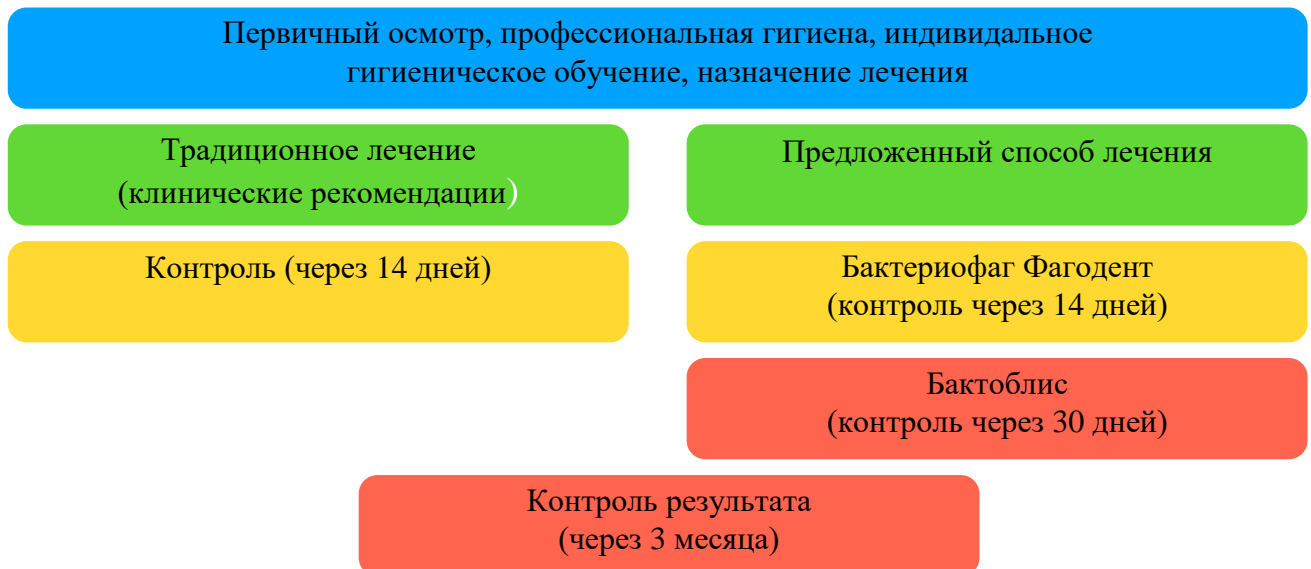 Первичный осмотр, профессиональная гигиена, индивидальное
гигиеническое обучение, назначение лечения
Традиционное лечение
(клинические рекомендации)
Предложенный способ лечения
Контроль (через 14 дней)
Бактериофаг Фагодент
(контроль через 14 дней)
Бактоблис
(контроль через 30 дней)
Контроль результата
(через 3 месяца)